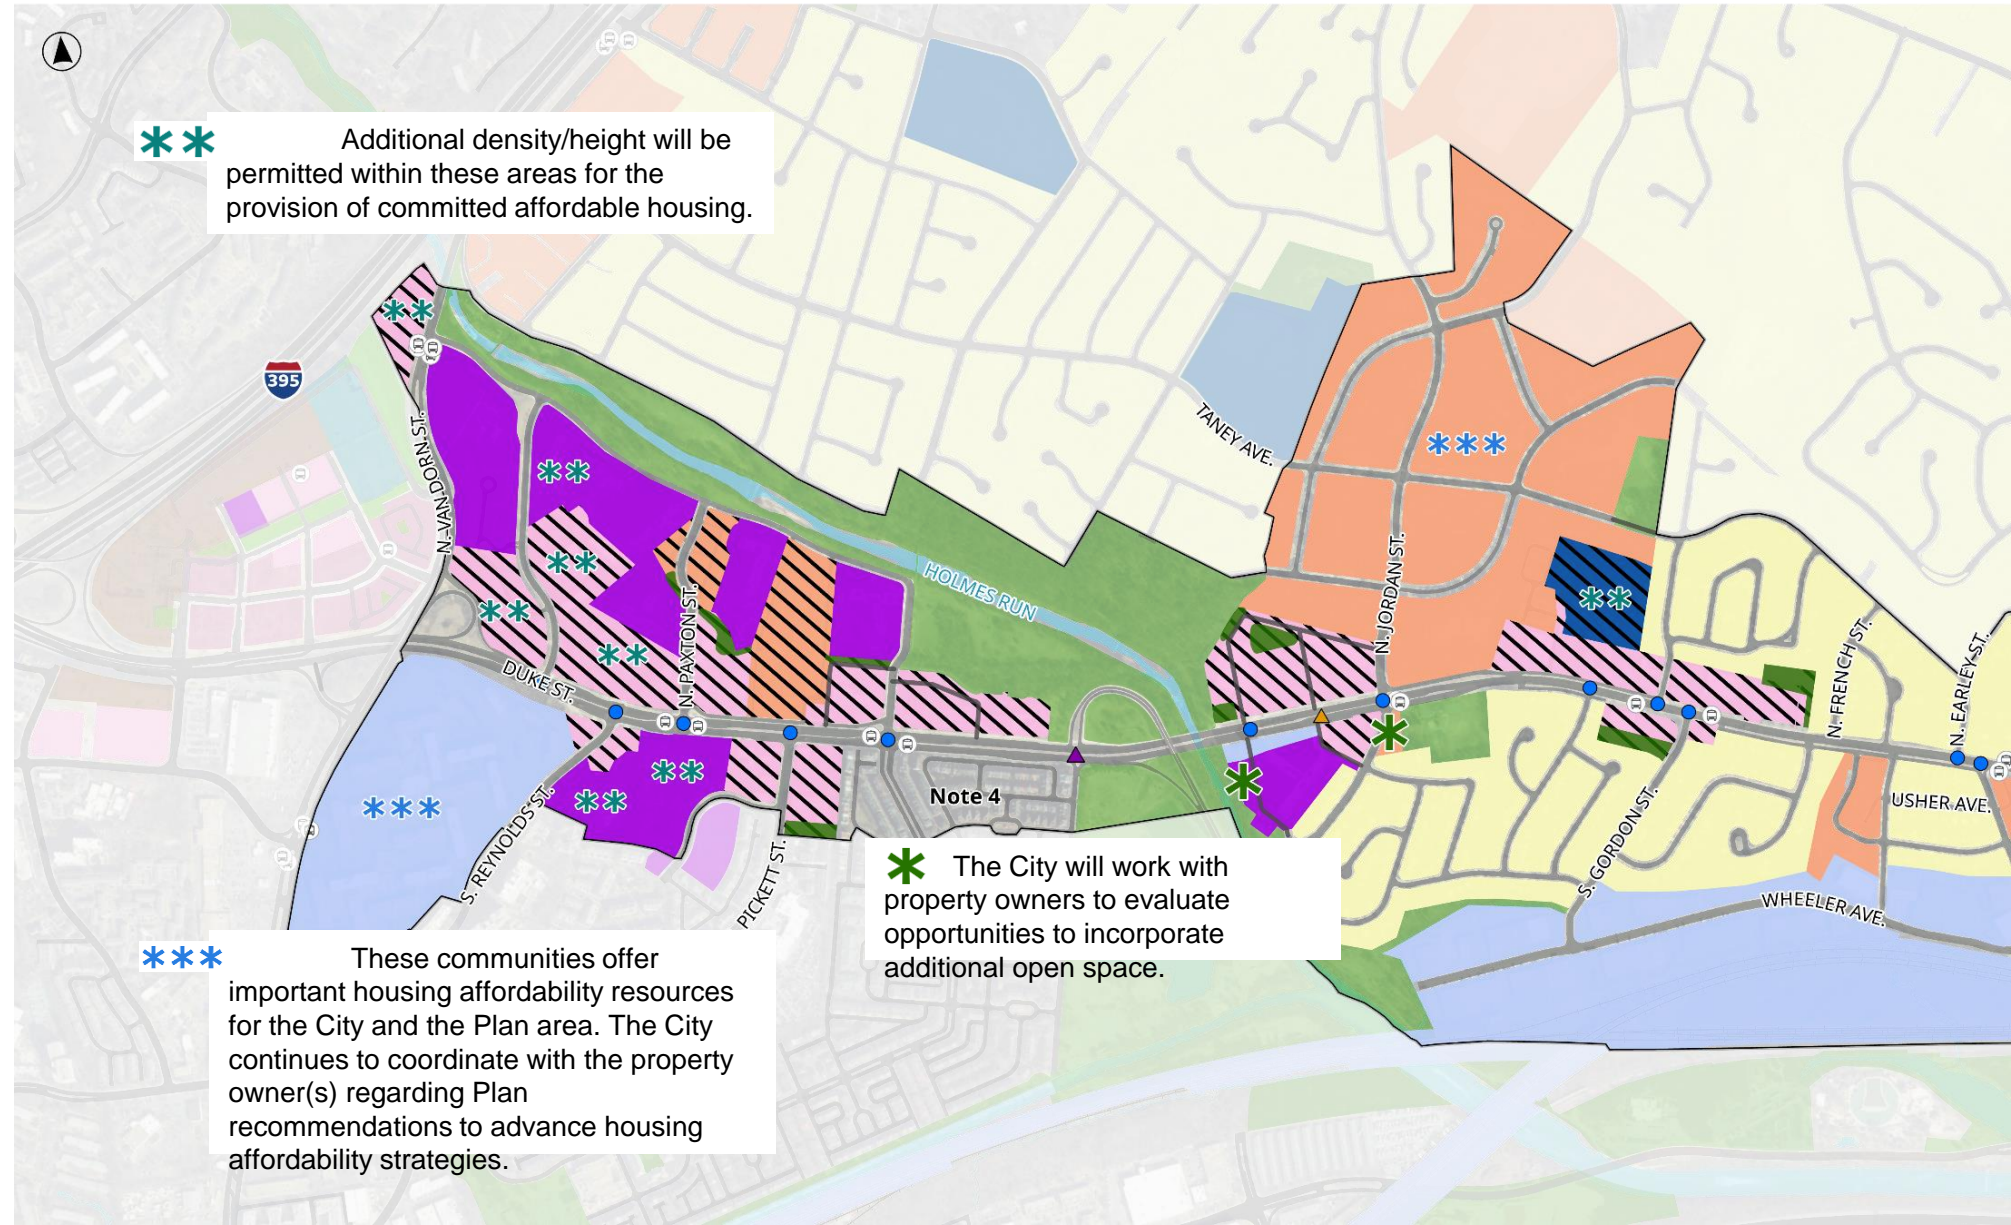 Additional density/height will be
permitted within these areas for the
provision of committed affordable housing.
395
N. VAN DORN ST.
TANEY AVE.
N. JORDAN ST.
HOLMES RUN
N. PAXTON ST.
DUKE ST.
N. FRENCH ST.
N. EARLEY ST.
Note 4
USHER AVE.
S. REYNOLDS ST.
PICKETT ST.
S. GORDON ST.
WHEELER AVE.
The City will work with
property owners to evaluate
opportunities to incorporate
additional open space.
These communities offer
important housing affordability resources
for the City and the Plan area. The City
continues to coordinate with the property
owner(s) regarding Plan
recommendations to advance housing
affordability strategies.